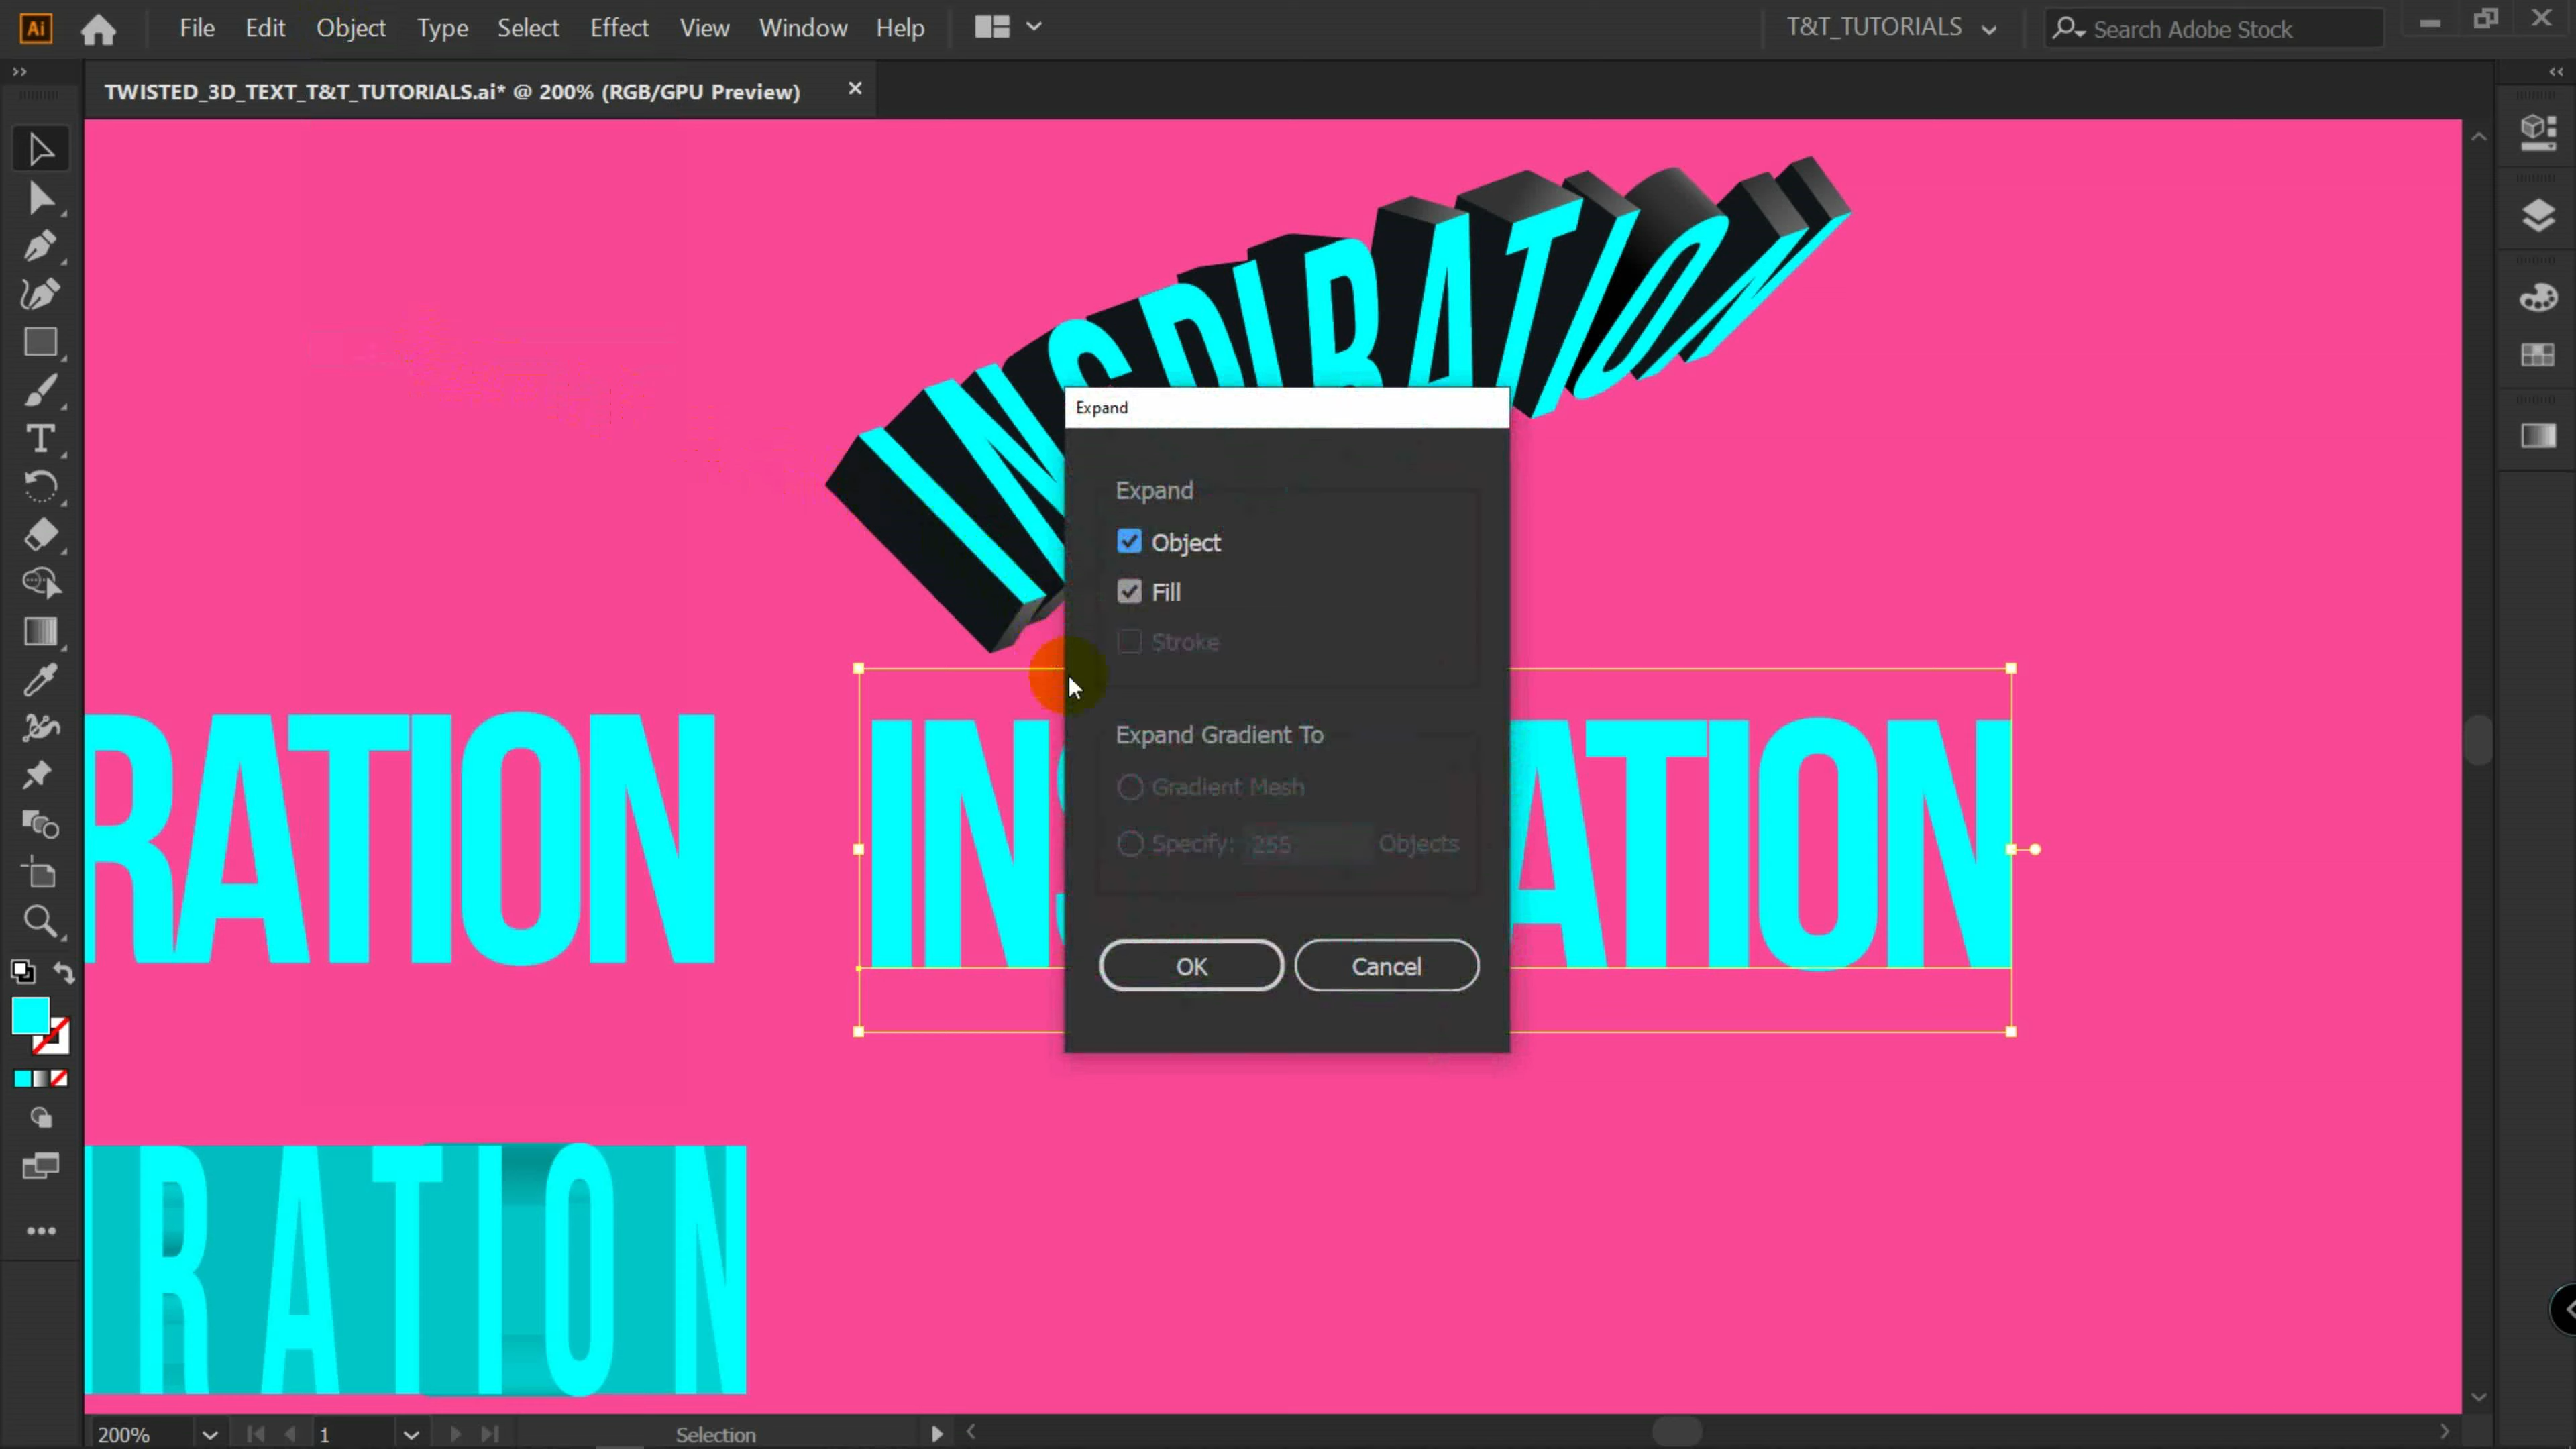 Ai File Edit Object Type Select Effect View Window Help T&T_TUTORIALS Search Adobe Stock
TWISTED_3D_TEXT_T&T_TUTORIALS.ai* @ 200% (RGB/GPU Preview)
INSPIRATION
Expand
Expand
Object
Fill
Stroke
Expand Gradient To
Gradient Mesh
Specify: 255 Objects
OK Cancel
RATION
INS ATION
RATION
200% 1 Selection